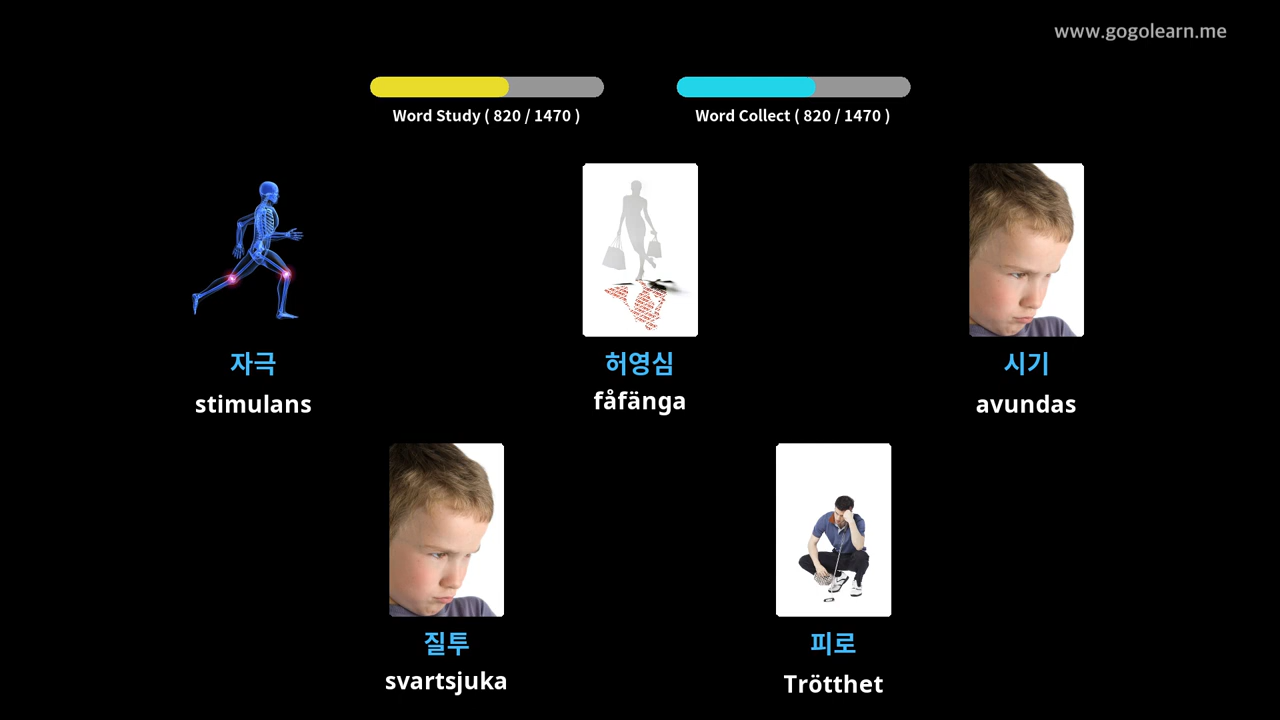 www.gogolearn.me
Word Study ( 820 / 1470 )
Word Collect ( 820 / 1470 )
자극
허영심
시기
stimulans
fåfänga
avundas
질투
피로
svartsjuka
Trötthet